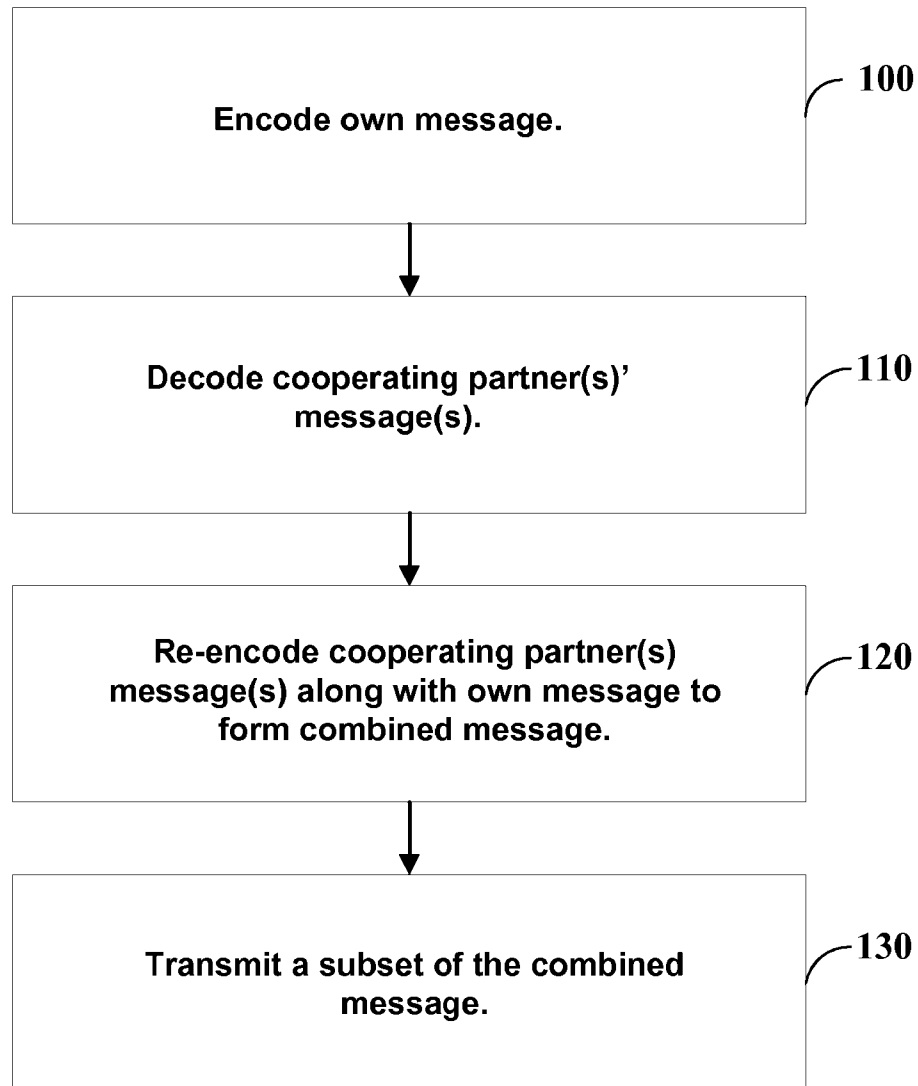 Encode own message.
100
Decode cooperating partner(s)’
message(s).
110
Re-encode cooperating partner(s)
message(s) along with own message to
form combined message.
120
Transmit a subset of the combined
message.
130